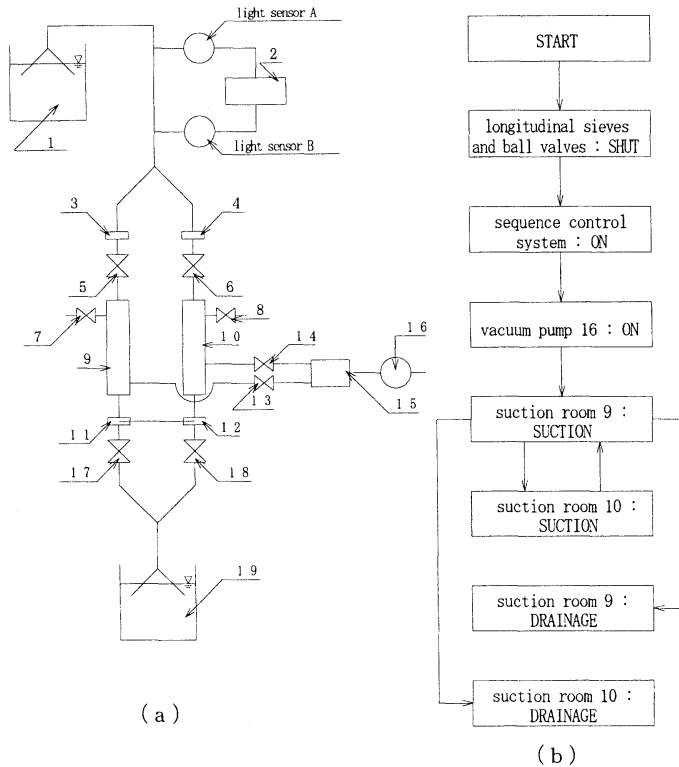 light sensor A
2
1
light sensor B
3
4
5
6
7
8
9
10
14
16
13
15
11
12
17
18
19
(a)
START
longitudinal sieves
and ball valves : SHUT
sequence control
system : ON
vacuum pump 16 : ON
suction room 9 :
SUCTION
suction room 10 :
SUCTION
suction room 9 :
DRAINAGE
suction room 10 :
DRAINAGE
(b)